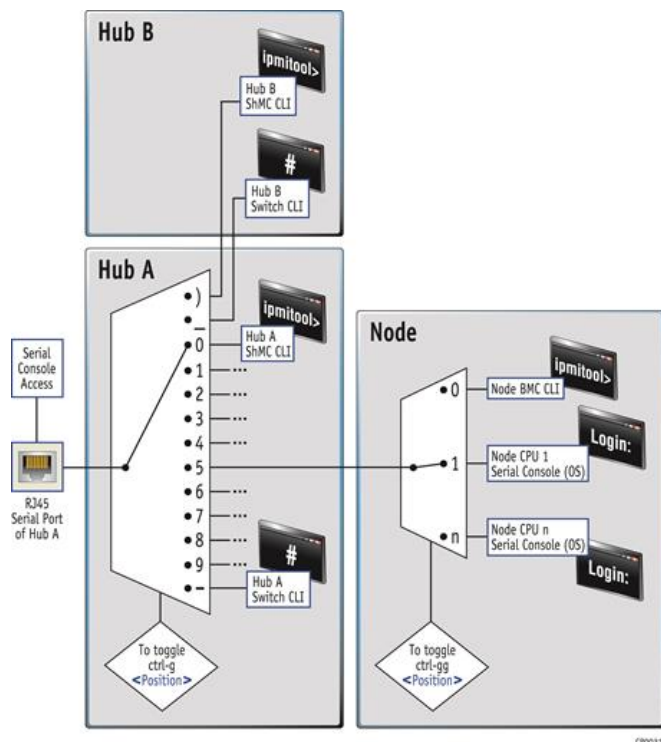 Hub B
ipmitool>
Hub B
ShMC CLI
#
Hub B
Switch CLI
Hub A
)
_
0
1
2
3
4
5
6
7
8
9
-
...
...
...
...
...
...
...
...
ipmitool>
Hub A
ShMC CLI
#
Hub A
Switch CLI
Serial
Console
Access
RJ45
Serial Port
of Hub A
To toggle
ctrl-g
<Position>
Node
0
1
n
ipmitool>
Node BMC CLI
Login:
Node CPU 1
Serial Console (OS)
Node CPU n
Serial Console (OS)
Login:
To toggle
ctrl-gg
<Position>